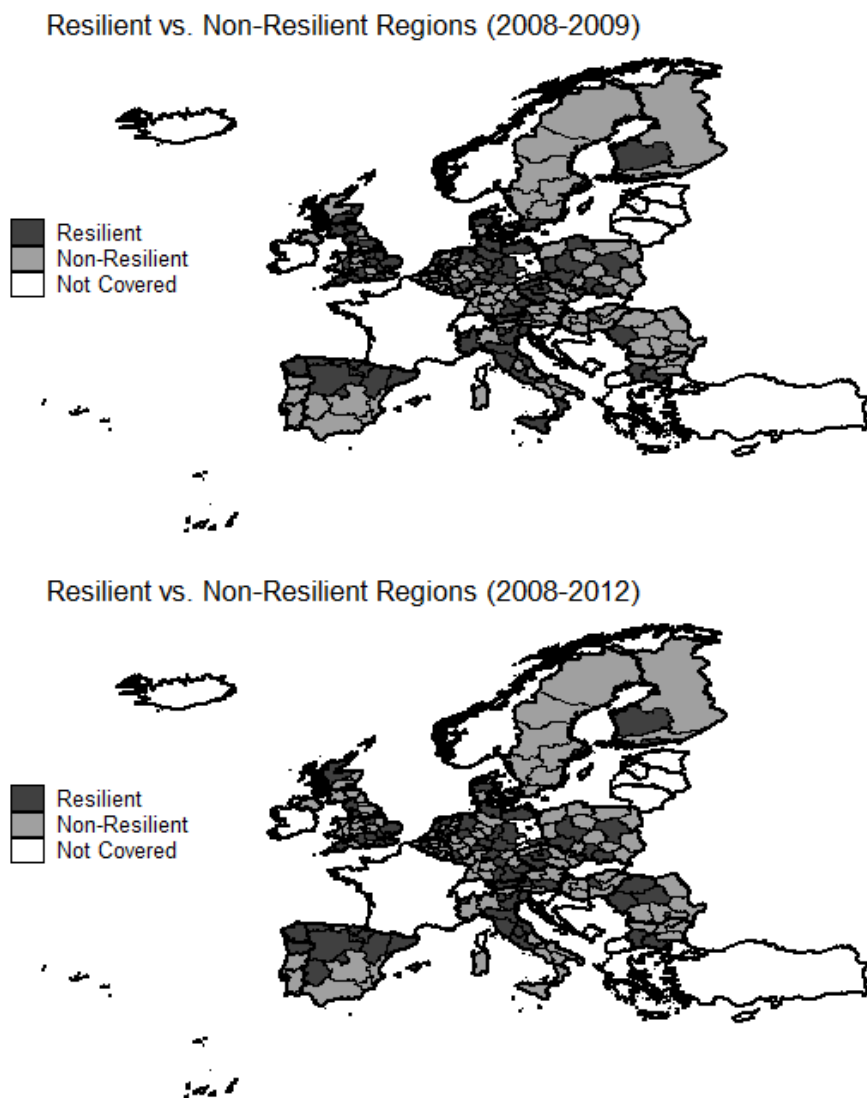 Resilient vs. Non-Resilient Regions (2008-2009)
Resilient
Non-Resilient
Not Covered
Resilient vs. Non-Resilient Regions (2008-2012)
Resilient
Non-Resilient
Not Covered